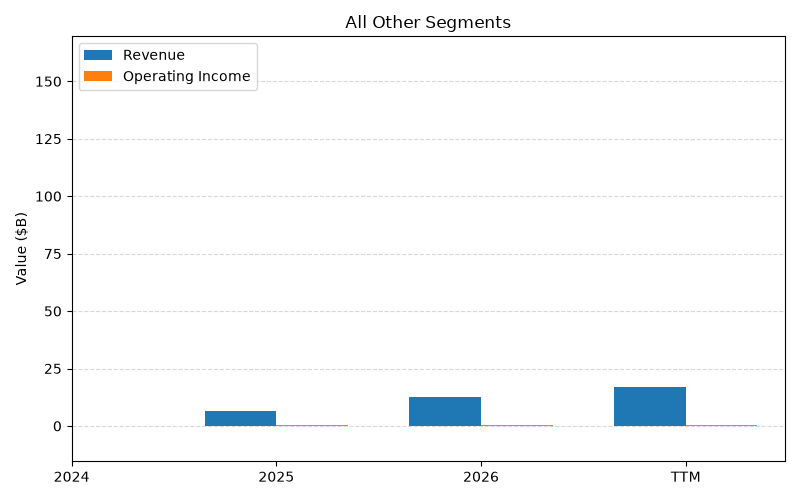 All Other Segments
Revenue
Operating Income
Value ($B)
150
125
100
75
50
25
0
2024 2025 2026 TTM